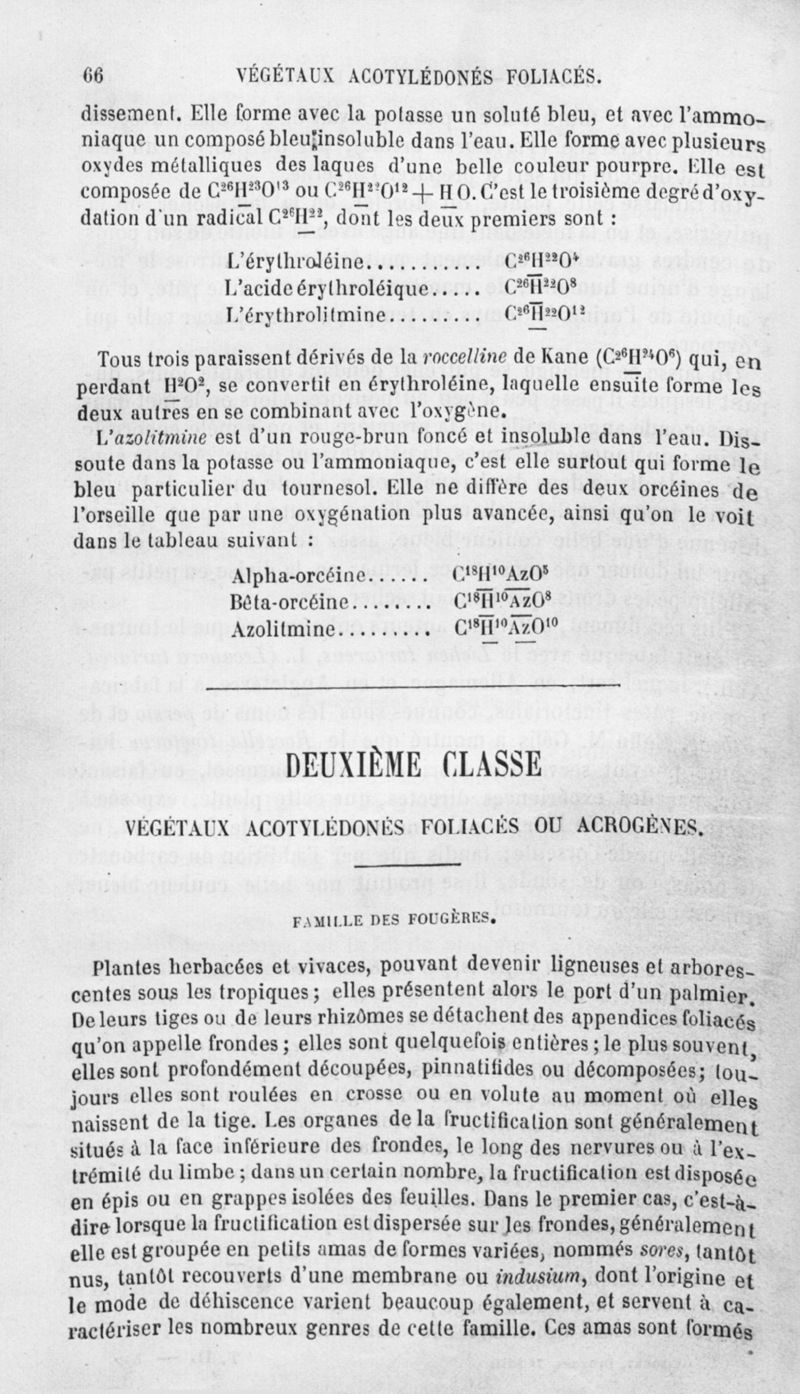 66 VÉGÉTAUX ACOTYLÉDONÉS FOLIACÉS.
dissement. Elle forme avec la potasse un soluté bleu, et avec l'ammo-
niaque un composé bleu insoluble dans l'eau. Elle forme avec plusieurs
oxydes métalliques des laques d'une belle couleur pourpre. Elle est
composée de C²⁶H²³O¹³ ou C²⁶H²²O¹² + HO. C'est le troisième degré d'oxy-
dation d'un radical C²⁶H²², dont les deux premiers sont :
L'érythroléine............ C²⁶H²²O⁴
L'acide érythroléique..... C²⁶H²²O⁸
L'érythrolitmine......... C²⁶H²²O¹²
Tous trois paraissent dérivés de la roccelline de Kane (C²⁶H²⁴O⁶) qui, en
perdant H²O², se convertit en érythroléine, laquelle ensuite forme les
deux autres en se combinant avec l'oxygène.
L'azolitmine est d'un rouge-brun foncé et insoluble dans l'eau. Dis-
soute dans la potasse ou l'ammoniaque, c'est elle surtout qui forme le
bleu particulier du tournesol. Elle ne diffère des deux orcéines de
l'orseille que par une oxygénation plus avancée, ainsi qu'on le voit
dans le tableau suivant :
Alpha-orcéine...... C¹⁸H¹⁰AzO⁵
Bêta-orcéine........ C¹⁸H¹⁰AzO⁸
Azolitmine......... C¹⁸H¹⁰AzO¹⁰
DEUXIÈME CLASSE
VÉGÉTAUX ACOTYLÉDONÉS FOLIACÉS OU ACROGÈNES.
FAMILLE DES FOUGÈRES.
Plantes herbacées et vivaces, pouvant devenir ligneuses et arbores-
centes sous les tropiques ; elles présentent alors le port d'un palmier.
De leurs tiges ou de leurs rhizômes se détachent des appendices foliacés
qu'on appelle frondes ; elles sont quelquefois entières ; le plus souvent,
elles sont profondément découpées, pinnatifides ou décomposées; tou-
jours elles sont roulées en crosse ou en volute au moment où elles
naissent de la tige. Les organes de la fructification sont généralement
situés à la face inférieure des frondes, le long des nervures ou à l'ex-
trémité du limbe ; dans un certain nombre, la fructification est disposée
en épis ou en grappes isolées des feuilles. Dans le premier cas, c'est-à-
dire lorsque la fructification est dispersée sur les frondes, généralement
elle est groupée en petits amas de formes variées, nommés sores, tantôt
nus, tantôt recouverts d'une membrane ou indusium, dont l'origine et
le mode de déhiscence varient beaucoup également, et servent à ca-
ractériser les nombreux genres de cette famille. Ces amas sont formés